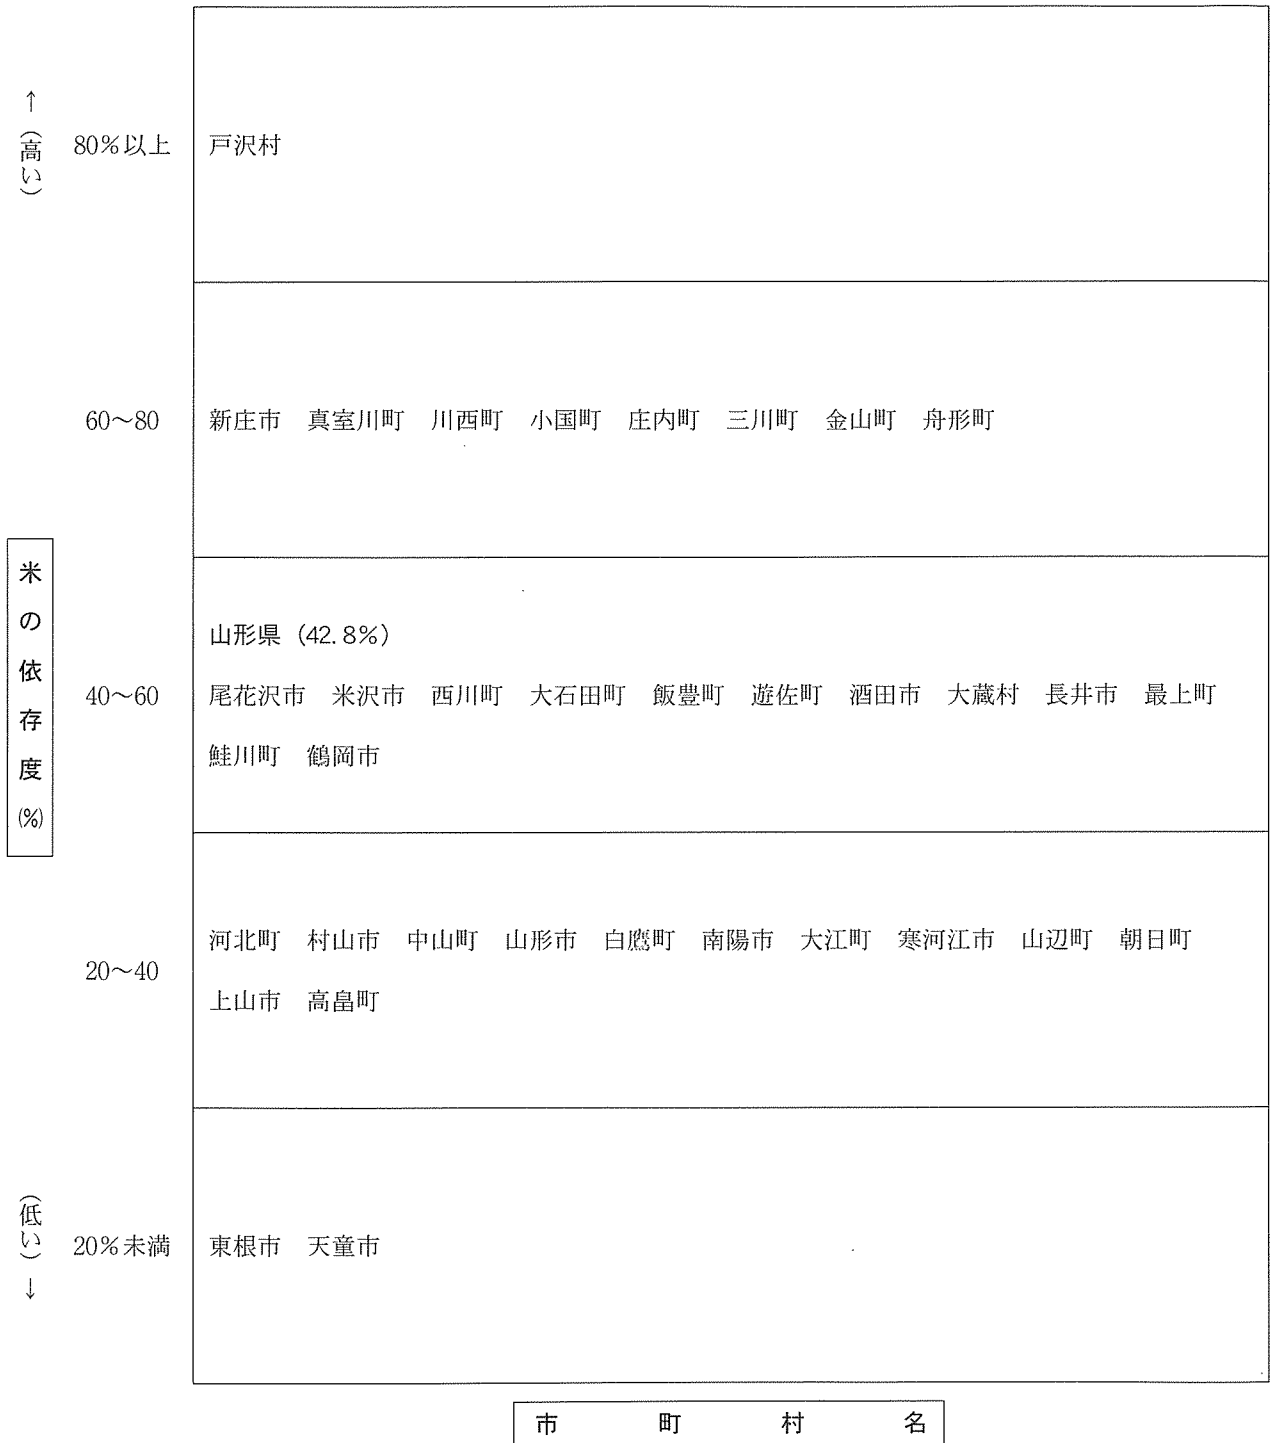 ↑(高い)
80%以上
戸沢村
60～80
新庄市 真室川町 川西町 小国町 庄内町 三川町 金山町 舟形町
米の依存度(%)
40～60
山形県 (42.8%)
尾花沢市 米沢市 西川町 大石田町 飯豊町 遊佐町 酒田市 大蔵村 長井市 最上町
鮭川町 鶴岡市
20～40
河北町 村山市 中山町 山形市 白鷹町 南陽市 大江町 寒河江市 山辺町 朝日町
上山市 高畠町
(低い)↓
20%未満
東根市 天童市
市町村名